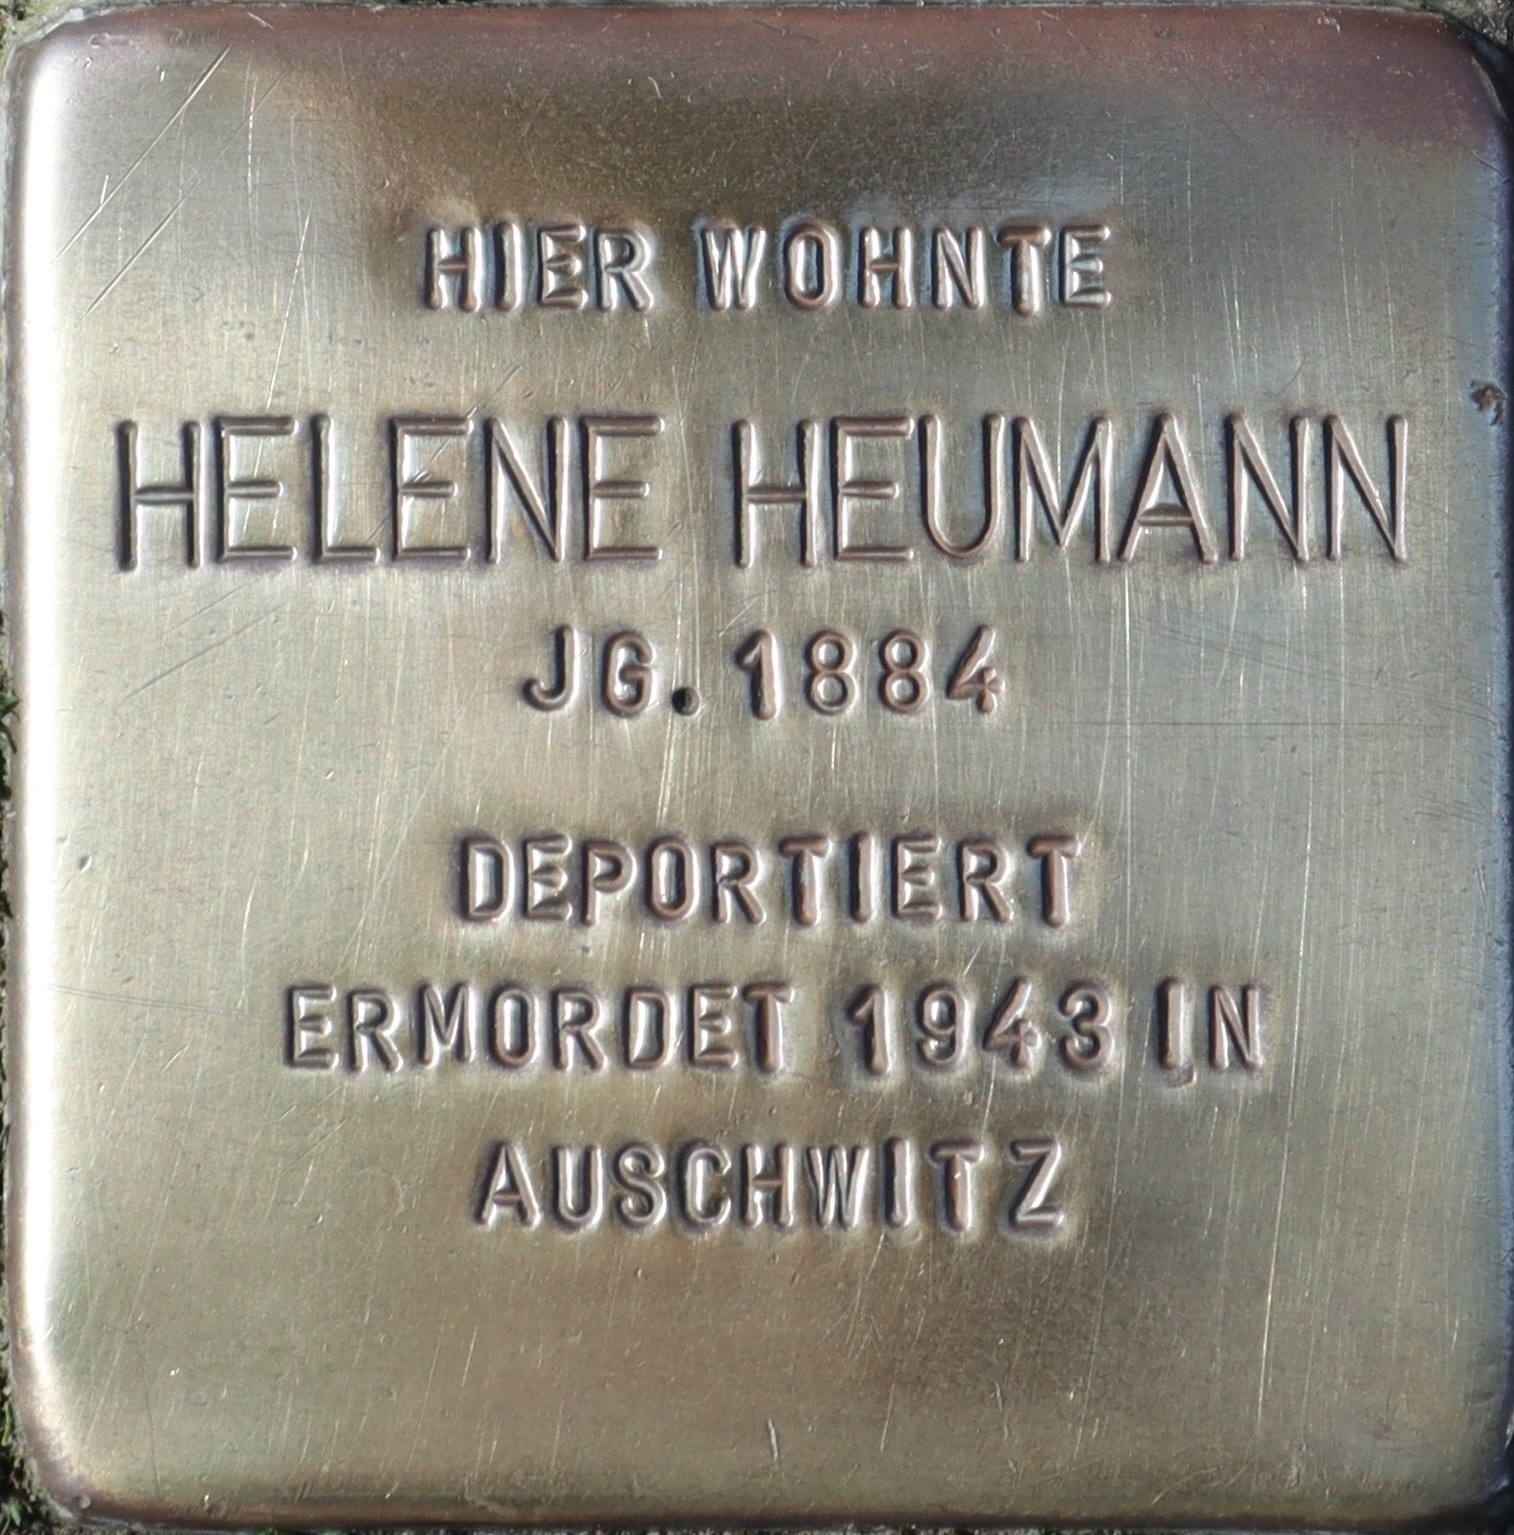 HIER WOHNTE
HELENE HEUMANN
JG. 1884
DEPORTIERT
ERMORDET 1943 IN
AUSCHWITZ